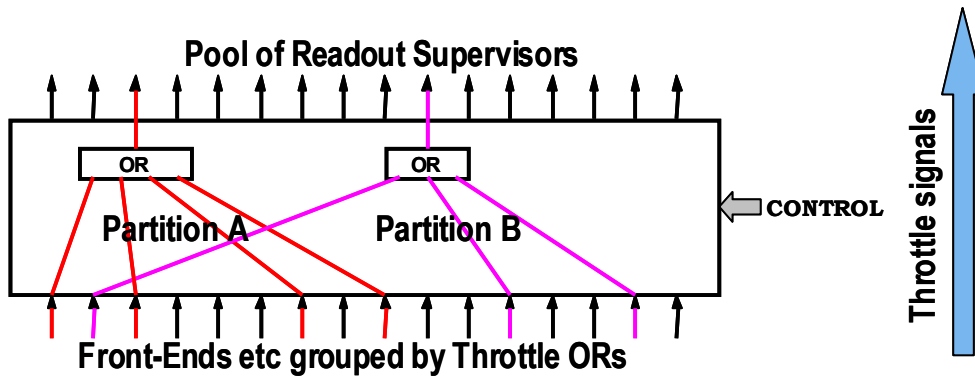 Pool of Readout Supervisors
OR
OR
Partition A
Partition B
CONTROL
Throttle signals
Front-Ends etc grouped by Throttle ORs